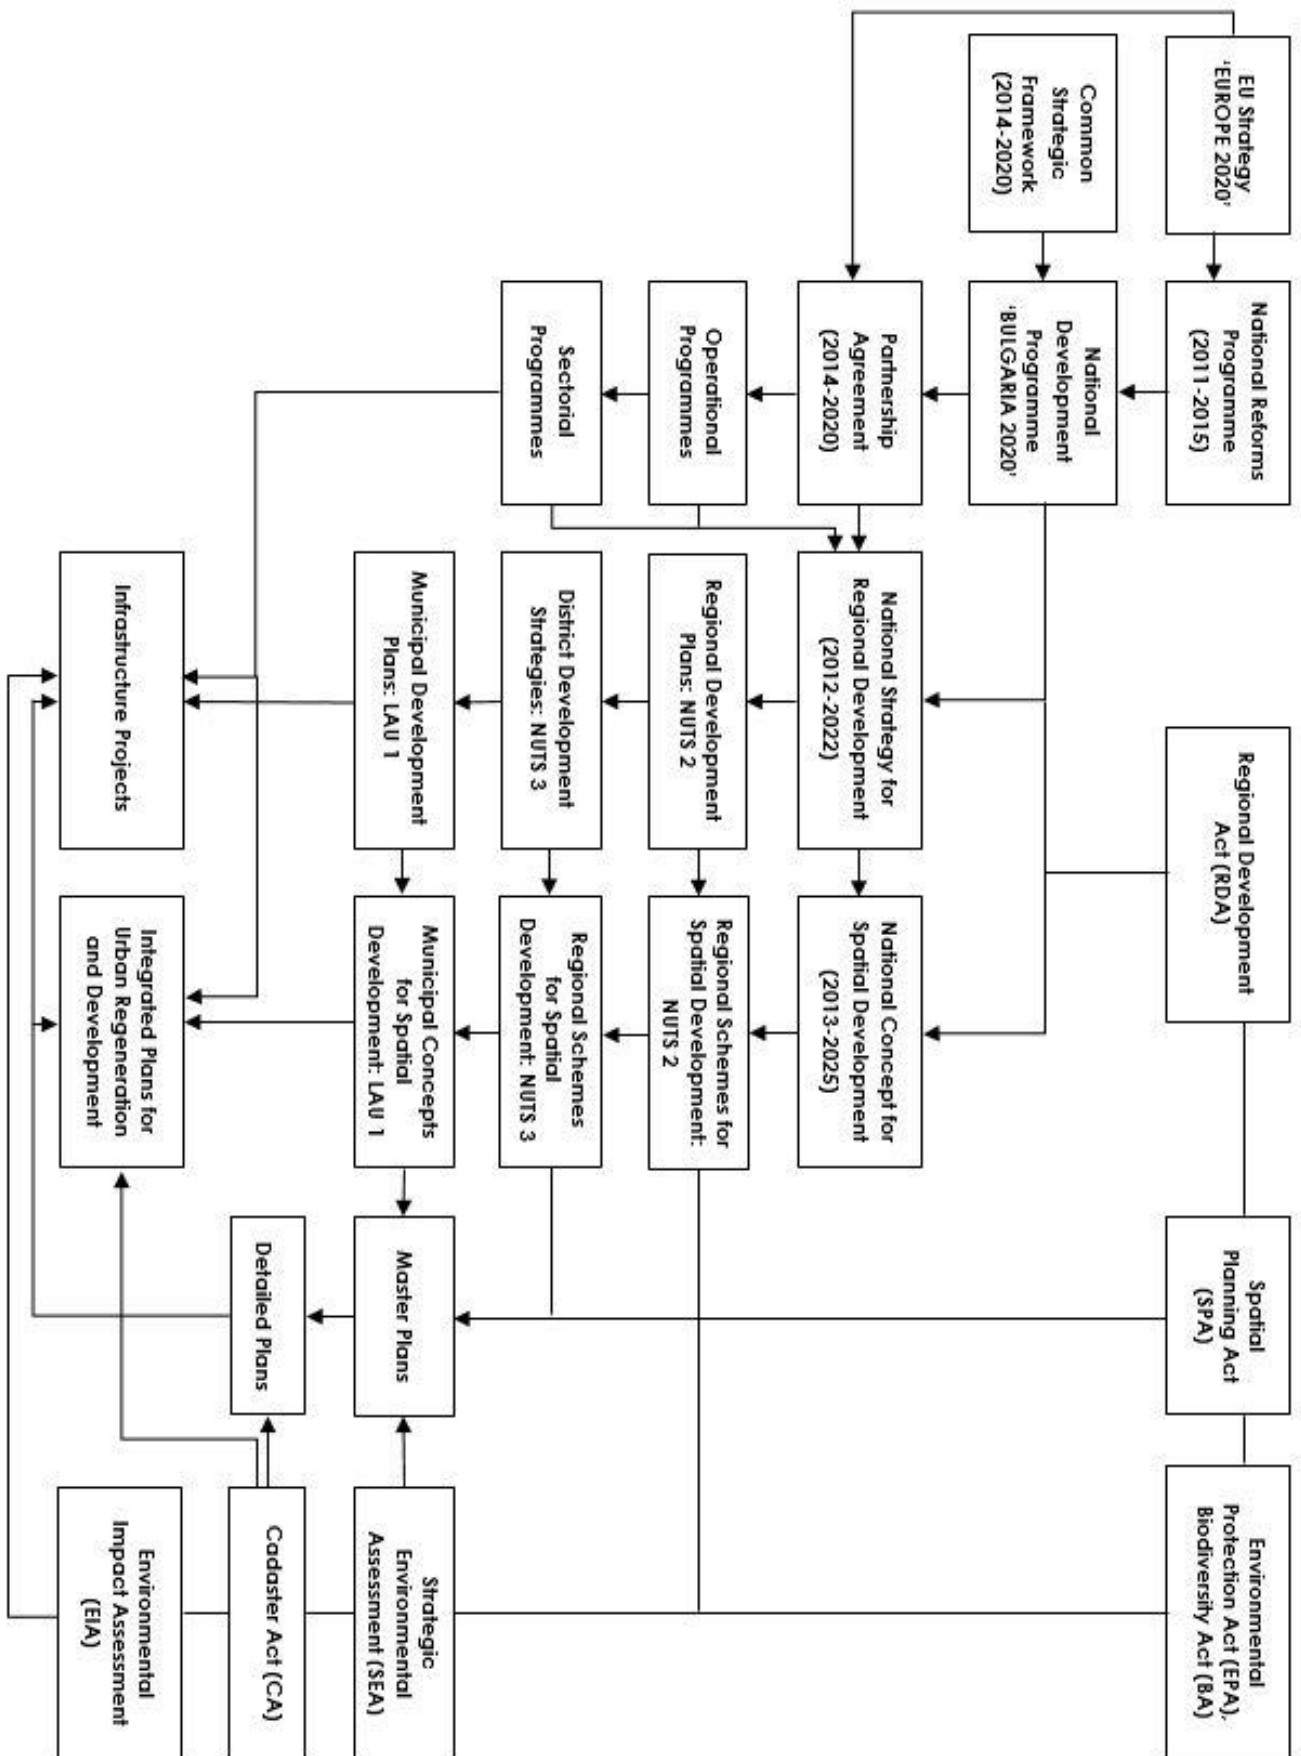 EU Strategy
'EUROPE 2020'
National Reforms
Programme
(2011-2015)
Regional Development
Act (RDA)
Spatial
Planning Act
(SPA)
Environmental
Protection Act (EPA),
Biodiversity Act (BA)
Common
Strategic
Framework
(2014-2020)
National
Development
Programme
'BULGARIA 2020'
Partnership
Agreement
(2014-2020)
National Strategy for
Regional Development
(2012-2022)
National Concept for
Spatial Development
(2013-2025)
Operational
Programmes
Regional Development
Plans: NUTS 2
Regional Schemes for
Spatial Development:
NUTS 2
Sectorial
Programmes
District Development
Strategies: NUTS 3
Regional Schemes
for Spatial
Development: NUTS 3
Municipal Development
Plans: LAU 1
Municipal Concepts
for Spatial
Development: LAU 1
Master Plans
Strategic
Environmental
Assessment (SEA)
Detailed Plans
Cadaster Act (CA)
Infrastructure Projects
Integrated Plans for
Urban Regeneration
and Development
Environmental
Impact Assessment
(EIA)